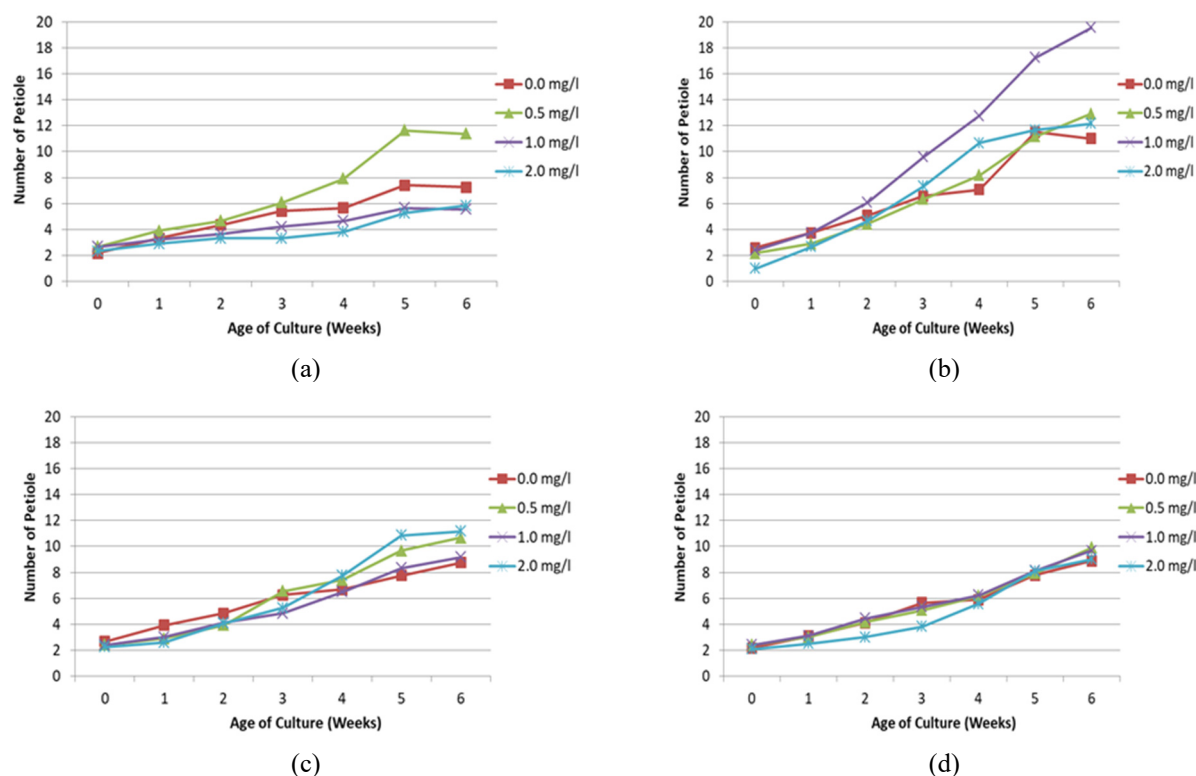 20
18
16
14
12
10
8
6
4
2
0
Number of Petiole
0 1 2 3 4 5 6
Age of Culture (Weeks)
0.0 mg/l
0.5 mg/l
1.0 mg/l
2.0 mg/l
(a)
20
18
16
14
12
10
8
6
4
2
0
Number of Petiole
0 1 2 3 4 5 6
Age of Culture (Weeks)
0.0 mg/l
0.5 mg/l
1.0 mg/l
2.0 mg/l
(b)
20
18
16
14
12
10
8
6
4
2
0
Number of Petiole
0 1 2 3 4 5 6
Age of Culture (Weeks)
0.0 mg/l
0.5 mg/l
1.0 mg/l
2.0 mg/l
(c)
20
18
16
14
12
10
8
6
4
2
0
Number of Petiole
0 1 2 3 4 5 6
Age of Culture (Weeks)
0.0 mg/l
0.5 mg/l
1.0 mg/l
2.0 mg/l
(d)